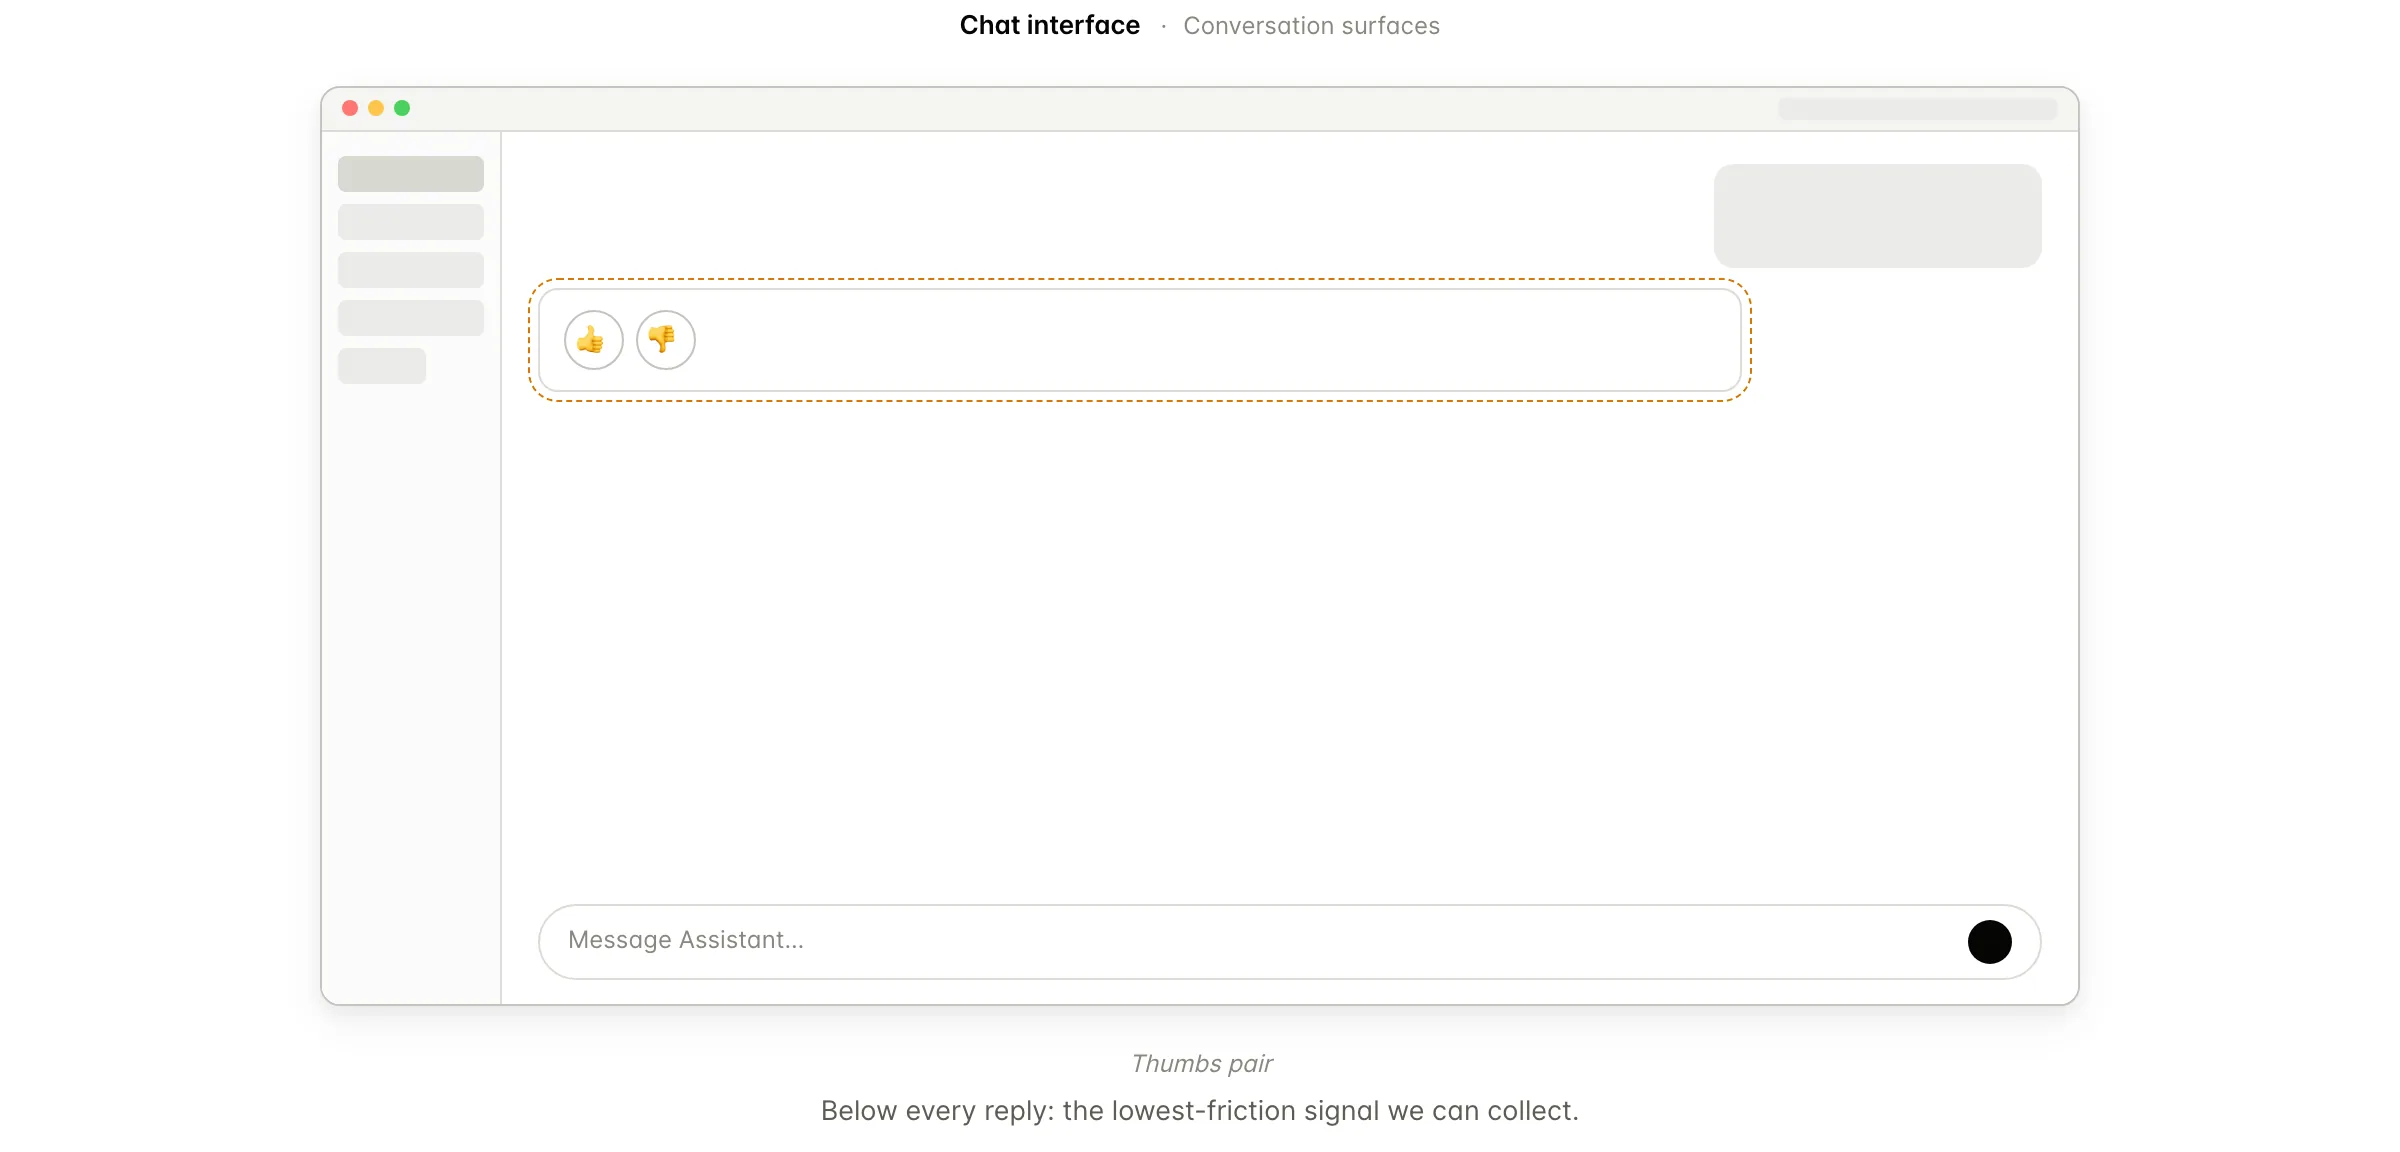 Chat interface · Conversation surfaces
Message Assistant...
Thumbs pair
Below every reply: the lowest-friction signal we can collect.